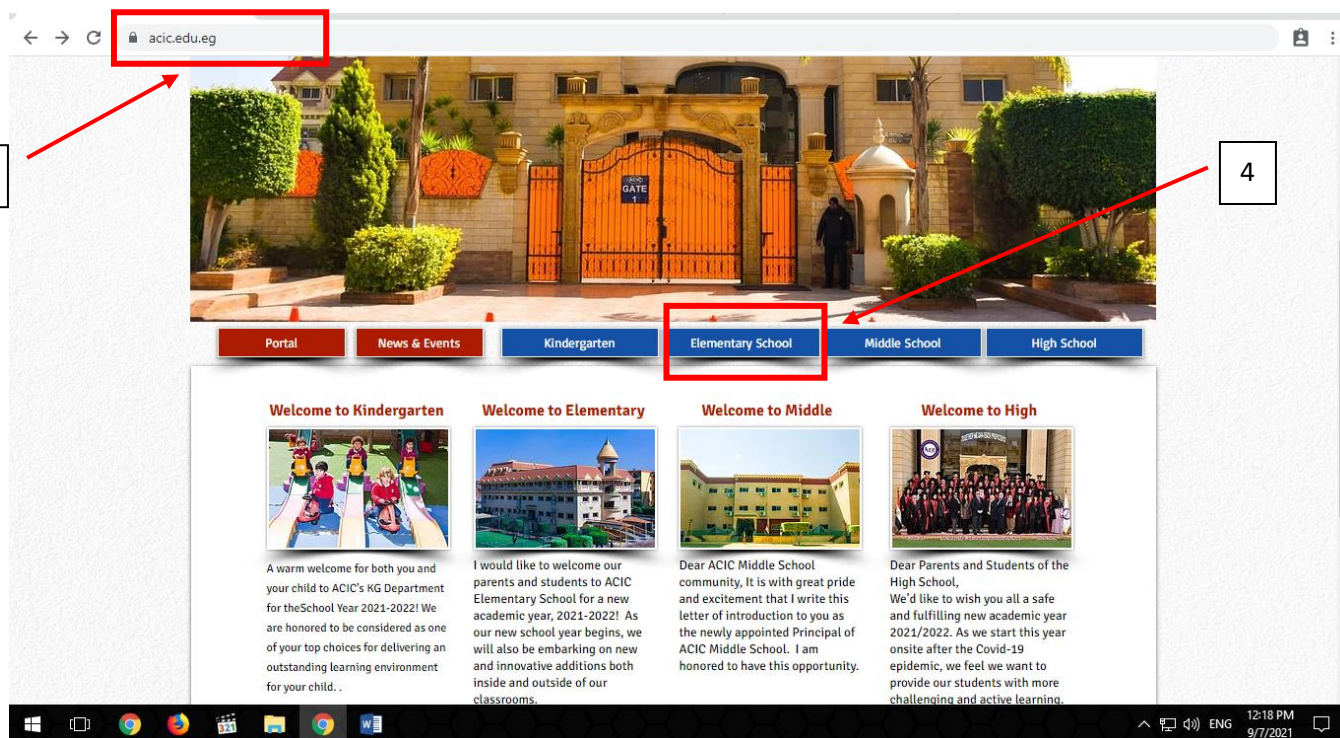 acic.edu.eg
ACIC
GATE
1
4
Portal
News & Events
Kindergarten
Elementary School
Middle School
High School
Welcome to Kindergarten
A warm welcome for both you and
your child to ACIC's KG Department
for theSchool Year 2021-2022! We
are honored to be considered as one
of your top choices for delivering an
outstanding learning environment
for your child. .
Welcome to Elementary
I would like to welcome our
parents and students to ACIC
Elementary School for a new
academic year, 2021-2022! As
our new school year begins, we
will also be embarking on new
and innovative additions both
inside and outside of our
classrooms.
Welcome to Middle
Dear ACIC Middle School
community, It is with great pride
and excitement that I write this
letter of introduction to you as
the newly appointed Principal of
ACIC Middle School. I am
honored to have this opportunity.
Welcome to High
Dear Parents and Students of the
High School,
We'd like to wish you all a safe
and fulfilling new academic year
2021/2022. As we start this year
onsite after the Covid-19
epidemic, we feel we want to
provide our students with more
challenging and active learning.
321
ENG
12:18 PM
9/7/2021